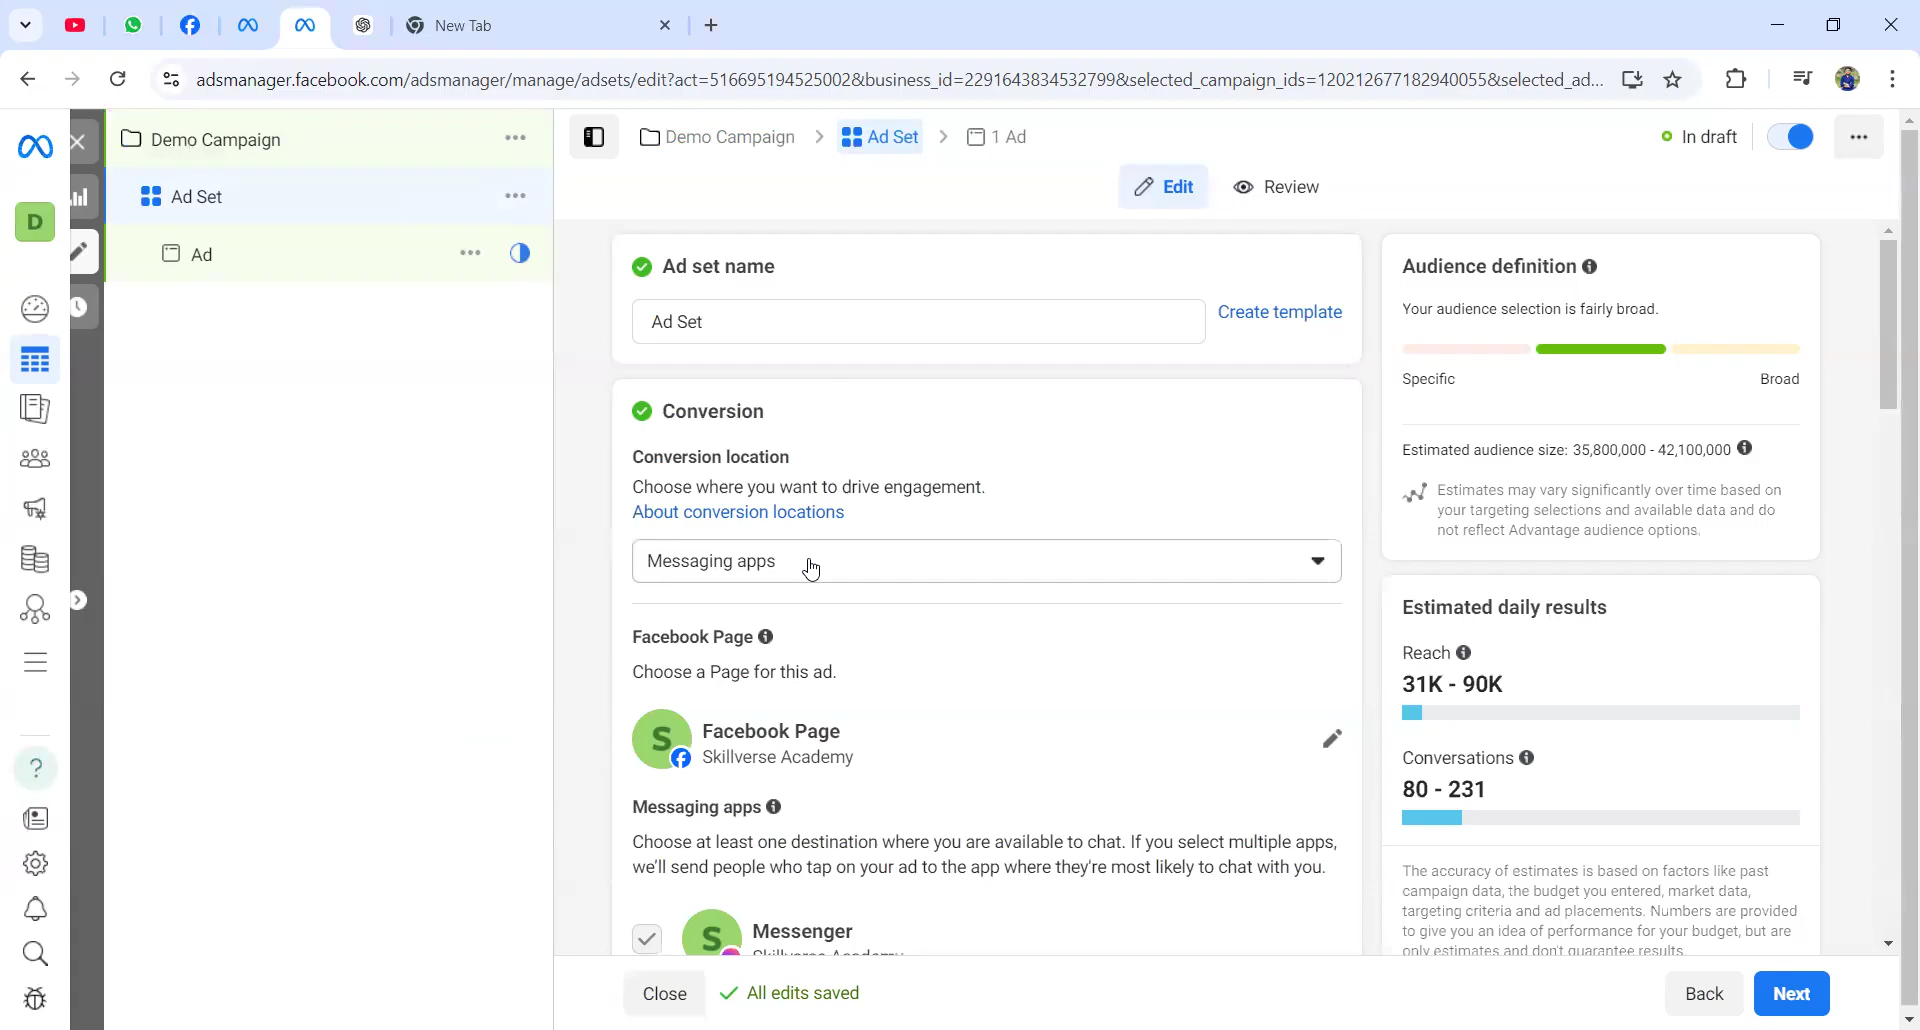 New Tab
adsmanager.facebook.com/adsmanager/manage/adsets/edit?act=516695194525002&business_id=2291643834532799&selected_campaign_ids=120212677182940055&selected_ad...
Demo Campaign
Demo Campaign
Ad Set
1 Ad
In draft
Edit
Review
D
Ad Set
Ad
Ad set name
Ad Set
Create template
Conversion
Conversion location
Choose where you want to drive engagement.
About conversion locations
Messaging apps
Facebook Page
Choose a Page for this ad.
S
Facebook Page
Skillverse Academy
Messaging apps
Choose at least one destination where you are available to chat. If you select multiple apps,
we'll send people who tap on your ad to the app where they're most likely to chat with you.
S
Messenger
Skillverse Academy
Audience definition
Your audience selection is fairly broad.
Specific
Broad
Estimated audience size: 35,800,000 - 42,100,000
Estimates may vary significantly over time based on
your targeting selections and available data and do
not reflect Advantage audience options.
Estimated daily results
Reach
31K - 90K
Conversations
80 - 231
The accuracy of estimates is based on factors like past
campaign data, the budget you entered, market data,
targeting criteria and ad placements. Numbers are provided
to give you an idea of performance for your budget, but are
only estimates and don't guarantee results.
Close
All edits saved
Back
Next